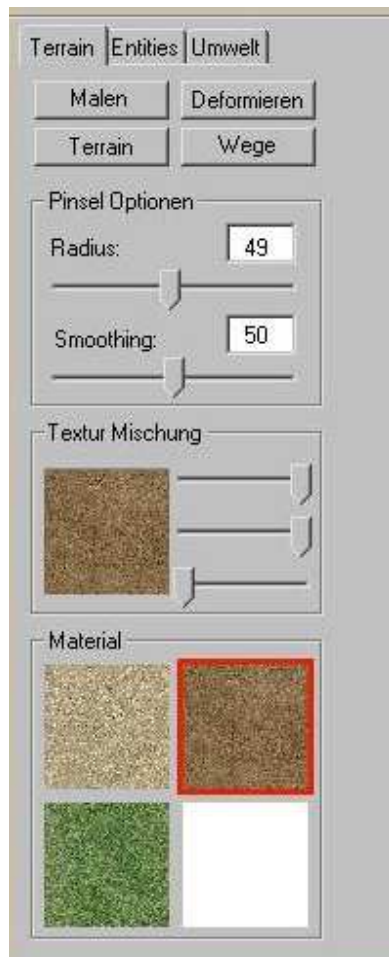 Terrain Entities Umwelt
Malen Deformieren
Terrain Wege
Pinsel Optionen
Radius: 49
Smoothing: 50
Textur Mischung
Material